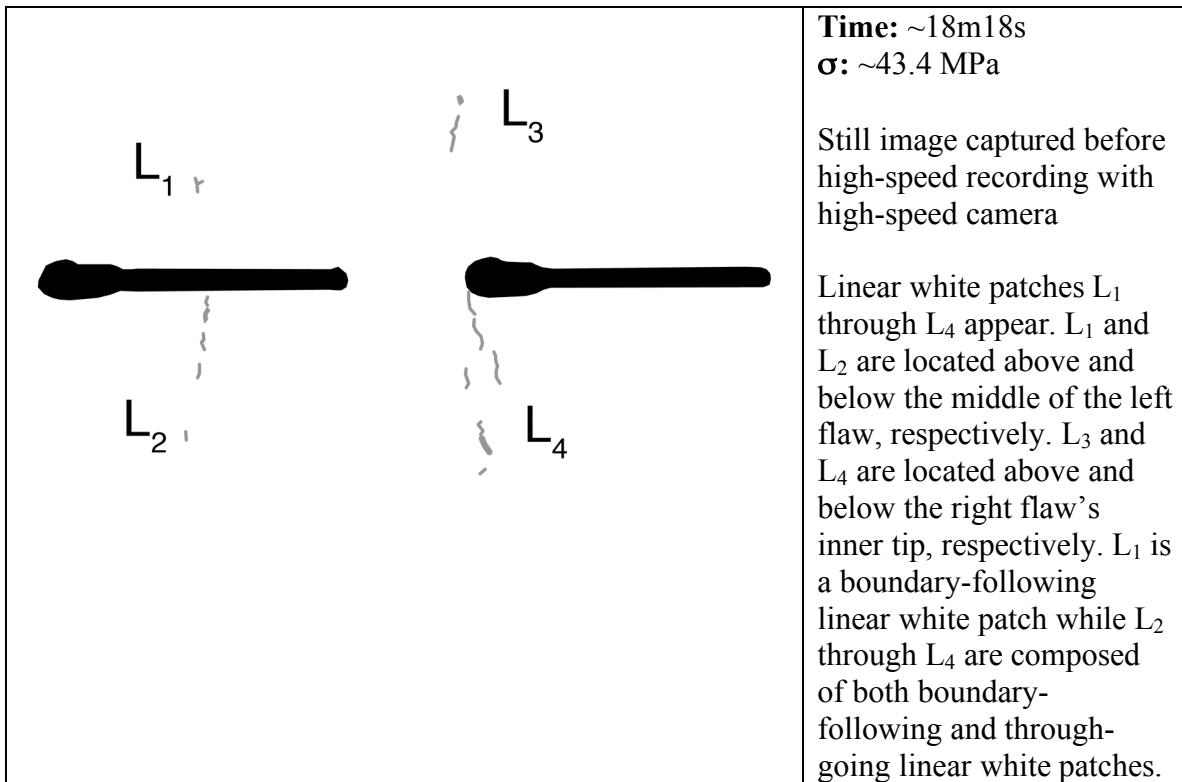 L₃
L₁
L₂
L₄
Time: ~18m18s
σ: ~43.4 MPa
Still image captured before
high-speed recording with
high-speed camera
Linear white patches L₁
through L₄ appear. L₁ and
L₂ are located above and
below the middle of the left
flaw, respectively. L₃ and
L₄ are located above and
below the right flaw’s
inner tip, respectively. L₁ is
a boundary-following
linear white patch while L₂
through L₄ are composed
of both boundary-
following and through-
going linear white patches.